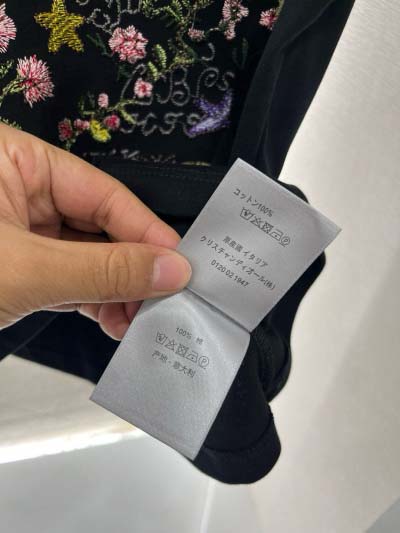 コットン100%
原産国 イタリア
クリスチャンディオール(株)
0120 02 1947
100% 棉
产地 - 意大利